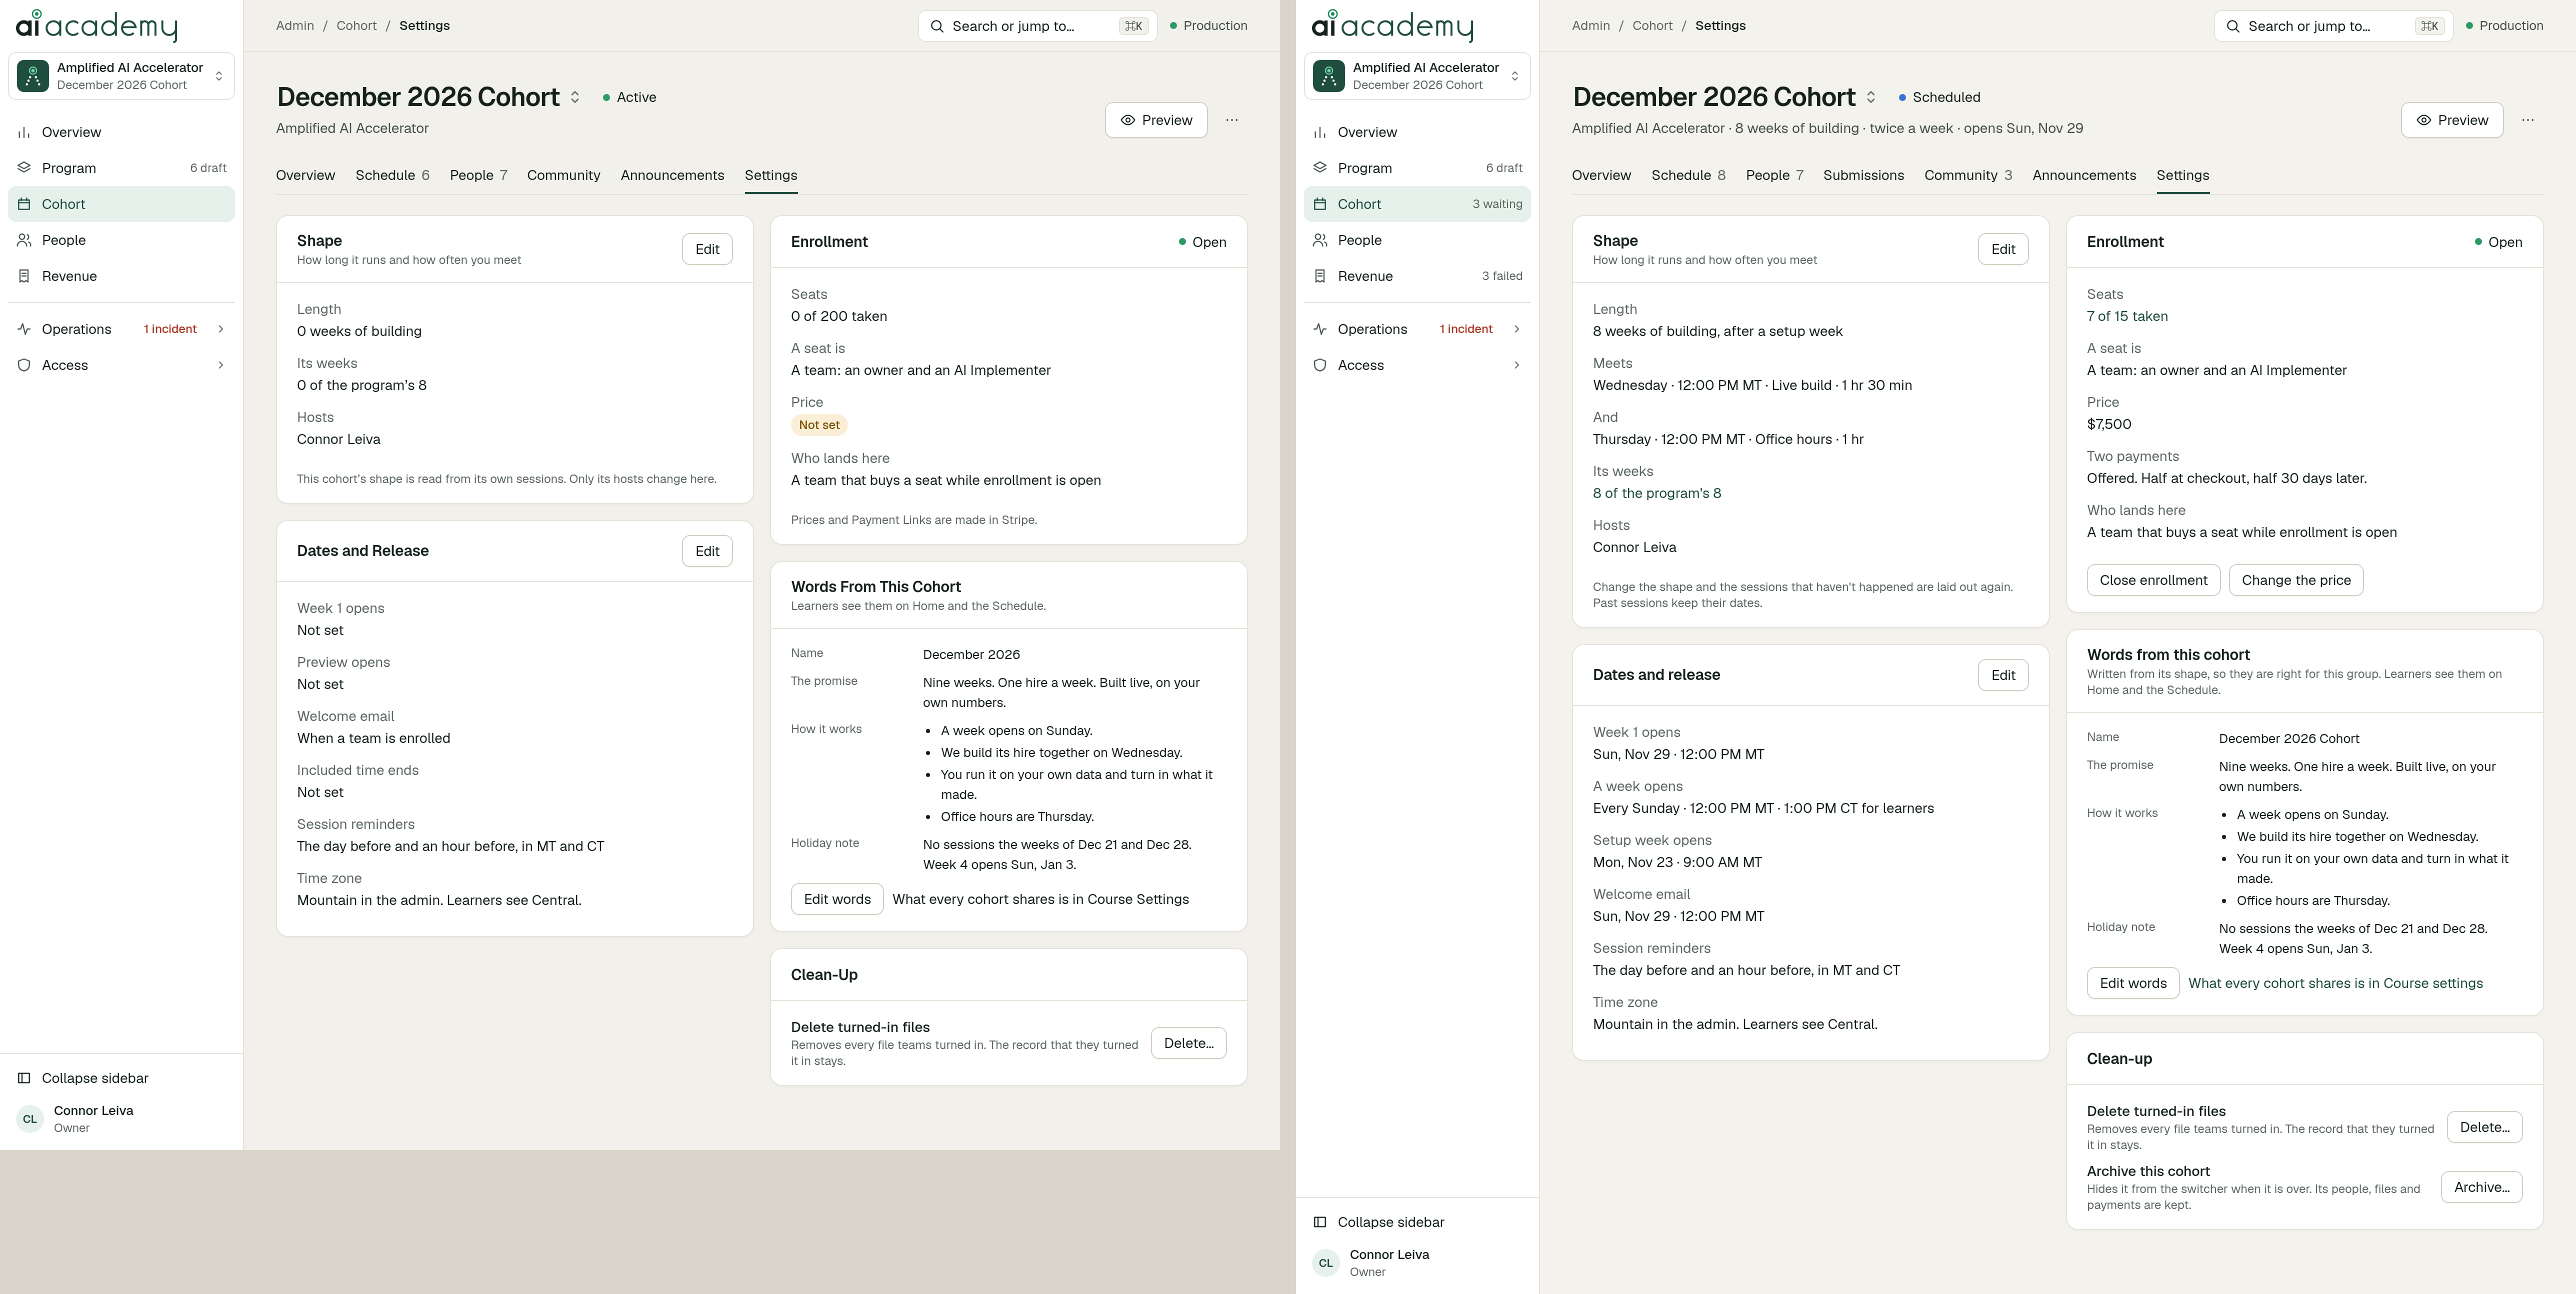 ai academy
Amplified AI Accelerator
December 2026 Cohort
Overview
Program 6 draft
Cohort
People
Revenue
Operations 1 incident
Access
Collapse sidebar
CL
Connor Leiva
Owner
Admin / Cohort / Settings
Search or jump to... ⌘K
Production
December 2026 Cohort
Active
Amplified AI Accelerator
Preview
Overview Schedule 6 People 7 Community Announcements Settings
Shape
How long it runs and how often you meet
Edit
Length
0 weeks of building
Its weeks
0 of the program's 8
Hosts
Connor Leiva
This cohort's shape is read from its own sessions. Only its hosts change here.
Dates and Release
Edit
Week 1 opens
Not set
Preview opens
Not set
Welcome email
When a team is enrolled
Included time ends
Not set
Session reminders
The day before and an hour before, in MT and CT
Time zone
Mountain in the admin. Learners see Central.
Enrollment
Open
Seats
0 of 200 taken
A seat is
A team: an owner and an AI Implementer
Price
Not set
Who lands here
A team that buys a seat while enrollment is open
Prices and Payment Links are made in Stripe.
Words From This Cohort
Learners see them on Home and the Schedule.
Name December 2026
The promise Nine weeks. One hire a week. Built live, on your
own numbers.
How it works • A week opens on Sunday.
• We build its hire together on Wednesday.
• You run it on your own data and turn in what it
made.
• Office hours are Thursday.
Holiday note No sessions the weeks of Dec 21 and Dec 28.
Week 4 opens Sun, Jan 3.
Edit words What every cohort shares is in Course Settings
Clean-Up
Delete turned-in files
Removes every file teams turned in. The record that they turned
it in stays.
Delete...
ai academy
Amplified AI Accelerator
December 2026 Cohort
Overview
Program 6 draft
Cohort 3 waiting
People
Revenue 3 failed
Operations 1 incident
Access
Collapse sidebar
CL
Connor Leiva
Owner
Admin / Cohort / Settings
Search or jump to... ⌘K
Production
December 2026 Cohort
Scheduled
Amplified AI Accelerator · 8 weeks of building · twice a week · opens Sun, Nov 29
Preview
Overview Schedule 8 People 7 Submissions Community 3 Announcements Settings
Shape
How long it runs and how often you meet
Edit
Length
8 weeks of building, after a setup week
Meets
Wednesday · 12:00 PM MT · Live build · 1 hr 30 min
And
Thursday · 12:00 PM MT · Office hours · 1 hr
Its weeks
8 of the program's 8
Hosts
Connor Leiva
Change the shape and the sessions that haven't happened are laid out again.
Past sessions keep their dates.
Dates and release
Edit
Week 1 opens
Sun, Nov 29 · 12:00 PM MT
A week opens
Every Sunday · 12:00 PM MT · 1:00 PM CT for learners
Setup week opens
Mon, Nov 23 · 9:00 AM MT
Welcome email
Sun, Nov 29 · 12:00 PM MT
Session reminders
The day before and an hour before, in MT and CT
Time zone
Mountain in the admin. Learners see Central.
Enrollment
Open
Seats
7 of 15 taken
A seat is
A team: an owner and an AI Implementer
Price
$7,500
Two payments
Offered. Half at checkout, half 30 days later.
Who lands here
A team that buys a seat while enrollment is open
Close enrollment Change the price
Words from this cohort
Written from its shape, so they are right for this group. Learners see them on
Home and the Schedule.
Name December 2026 Cohort
The promise Nine weeks. One hire a week. Built live, on your
own numbers.
How it works • A week opens on Sunday.
• We build its hire together on Wednesday.
• You run it on your own data and turn in what it
made.
• Office hours are Thursday.
Holiday note No sessions the weeks of Dec 21 and Dec 28.
Week 4 opens Sun, Jan 3.
Edit words What every cohort shares is in Course settings
Clean-up
Delete turned-in files
Removes every file teams turned in. The record that they turned
it in stays.
Delete...
Archive this cohort
Hides it from the switcher when it is over. Its people, files and
payments are kept.
Archive...